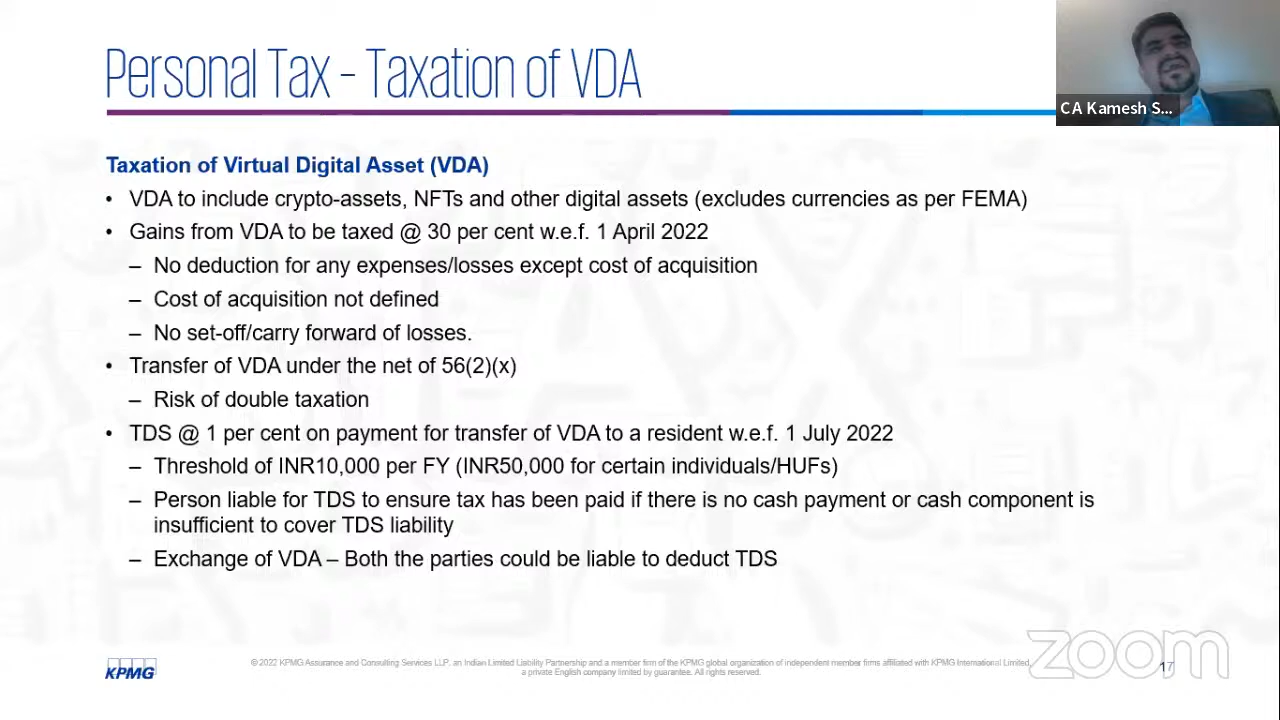 Personal Tax – Taxation of VDA
CA Kamesh S...
Taxation of Virtual Digital Asset (VDA)
• VDA to include crypto-assets, NFTs and other digital assets (excludes currencies as per FEMA)
• Gains from VDA to be taxed @ 30 per cent w.e.f. 1 April 2022
– No deduction for any expenses/losses except cost of acquisition
– Cost of acquisition not defined
– No set-off/carry forward of losses.
• Transfer of VDA under the net of 56(2)(x)
– Risk of double taxation
• TDS @ 1 per cent on payment for transfer of VDA to a resident w.e.f. 1 July 2022
– Threshold of INR10,000 per FY (INR50,000 for certain individuals/HUFs)
– Person liable for TDS to ensure tax has been paid if there is no cash payment or cash component is
insufficient to cover TDS liability
– Exchange of VDA – Both the parties could be liable to deduct TDS
KPMG
© 2022 KPMG Assurance and Consulting Services LLP, an Indian Limited Liability Partnership and a member firm of the KPMG global organization of independent member firms affiliated with KPMG International Limited,
a private English company limited by guarantee. All rights reserved.
zoom
17